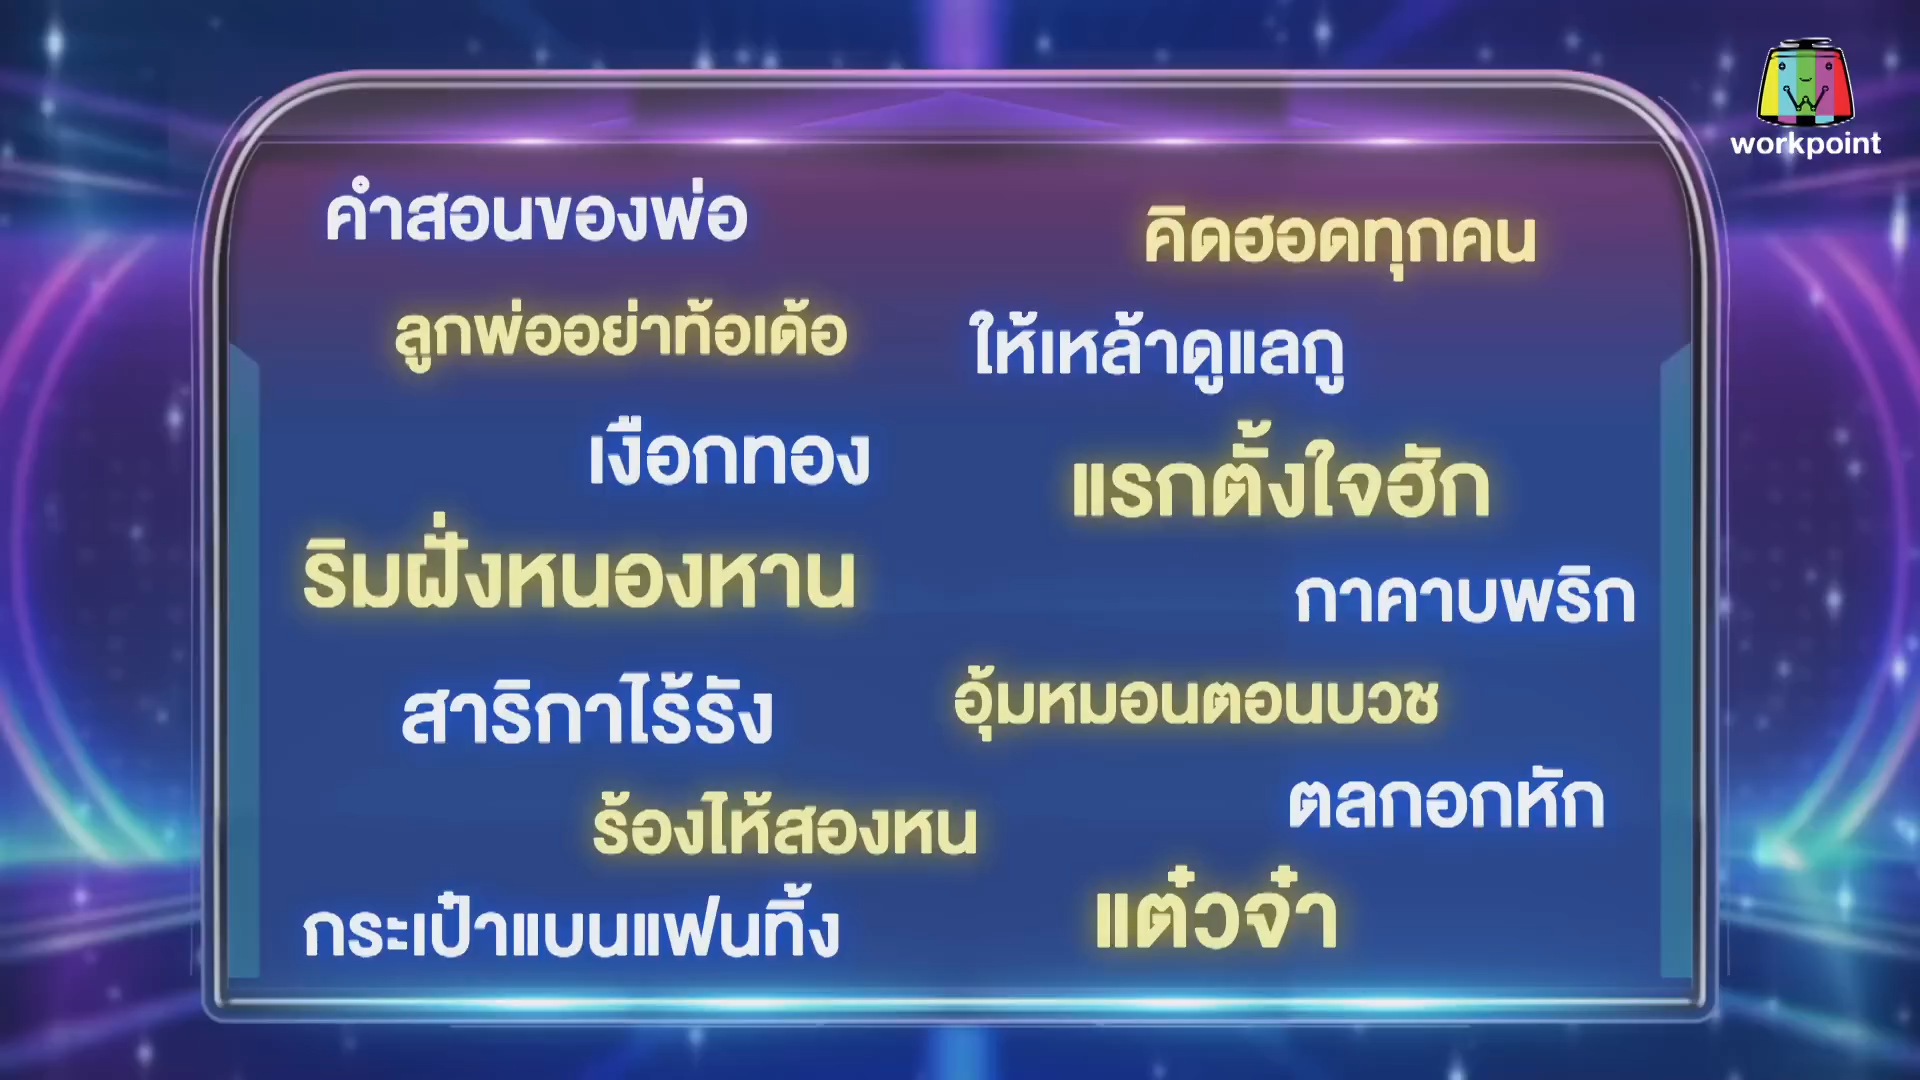 workpoint
คำสอนของพ่อ
คิดฮอดทุกคน
ลูกพ่ออย่าท้อเด้อ
ให้เหล้าดูแลกู
เงือกทอง
แรกตั้งใจฮัก
ริมฝั่งหนองหาน
กาคาบพริก
สาริกาไร้รัง
อุ้มหมอนตอนบวช
ร้องไห้สองหน
ตลกอกหัก
กระเป๋าแบนแฟนทิ้ง
แต๋วจ๋า